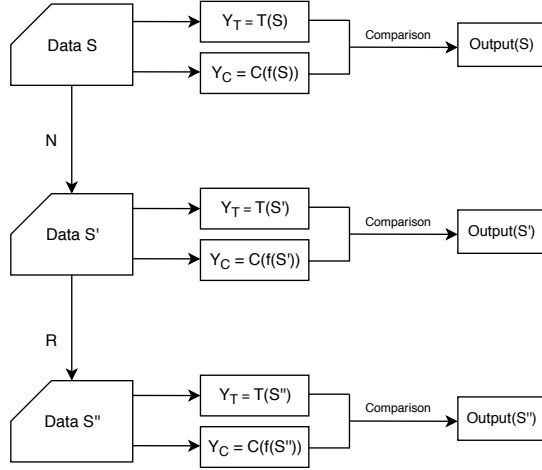 Data S
Y_T = T(S)
Y_C = C(f(S))
Comparison
Output(S)
N
Data S'
Y_T = T(S')
Y_C = C(f(S'))
Comparison
Output(S')
R
Data S"
Y_T = T(S")
Y_C = C(f(S"))
Comparison
Output(S")